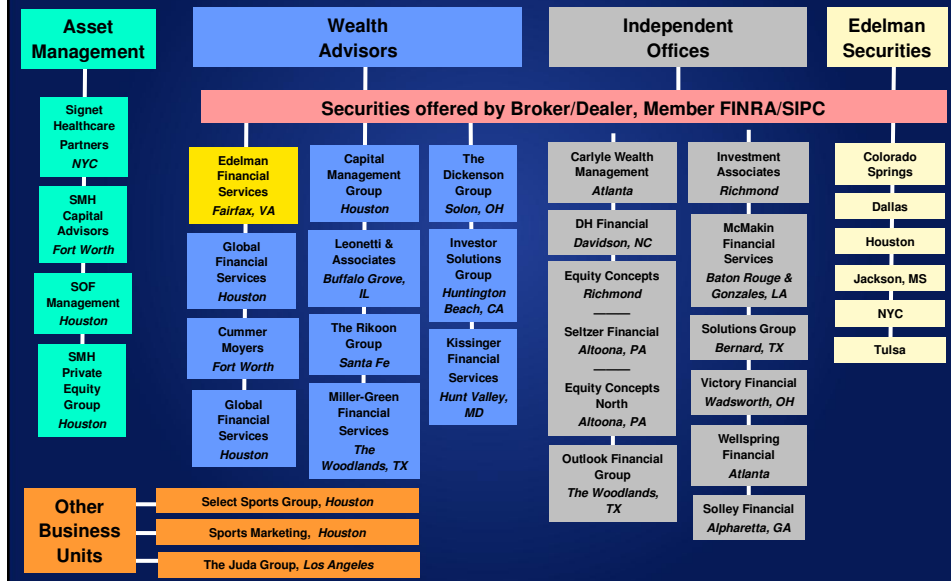 Asset
Management
Wealth
Advisors
Independent
Offices
Edelman
Securities
Securities offered by Broker/Dealer, Member FINRA/SIPC
Signet
Healthcare
Partners
NYC
SMH
Capital
Advisors
Fort Worth
SOF
Management
Houston
SMH
Private
Equity
Group
Houston
Edelman
Financial
Services
Fairfax, VA
Global
Financial
Services
Houston
Cummer
Moyers
Fort Worth
Global
Financial
Services
Houston
Capital
Management
Group
Houston
Leonetti &
Associates
Buffalo Grove,
IL
The Rikoon
Group
Santa Fe
Miller-Green
Financial
Services
The
Woodlands, TX
The
Dickenson
Group
Solon, OH
Investor
Solutions
Group
Huntington
Beach, CA
Kissinger
Financial
Services
Hunt Valley,
MD
Carlyle Wealth
Management
Atlanta
DH Financial
Davidson, NC
Equity Concepts
Richmond
Seltzer Financial
Altoona, PA
Equity Concepts
North
Altoona, PA
Outlook Financial
Group
The Woodlands,
TX
Investment
Associates
Richmond
McMakin
Financial
Services
Baton Rouge &
Gonzales, LA
Solutions Group
Bernard, TX
Victory Financial
Wadsworth, OH
Wellspring
Financial
Atlanta
Solley Financial
Alpharetta, GA
Colorado
Springs
Dallas
Houston
Jackson, MS
NYC
Tulsa
Other
Business
Units
Select Sports Group, Houston
Sports Marketing, Houston
The Juda Group, Los Angeles